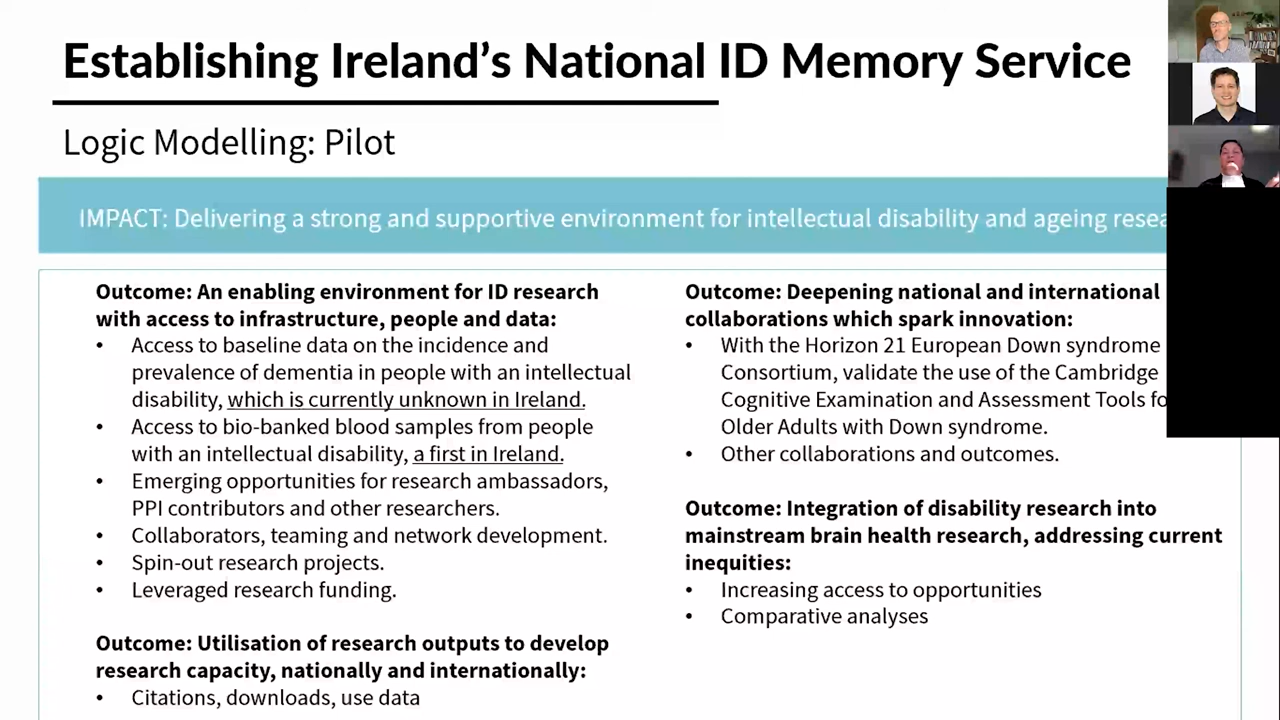 Establishing Ireland's National ID Memory Service
Logic Modelling: Pilot
IMPACT: Delivering a strong and supportive environment for intellectual disability and ageing
Outcome: An enabling environment for ID research
with access to infrastructure, people and data:
• Access to baseline data on the incidence and
prevalence of dementia in people with an intellectual
disability, which is currently unknown in Ireland.
• Access to bio-banked blood samples from people
with an intellectual disability, a first in Ireland.
• Emerging opportunities for research ambassadors,
PPI contributors and other researchers.
• Collaborators, teaming and network development.
• Spin-out research projects.
• Leveraged research funding.
Outcome: Utilisation of research outputs to develop
research capacity, nationally and internationally:
• Citations, downloads, use data
Outcome: Deepening national and international
collaborations which spark innovation:
• With the Horizon 21 European Down syndrome
Consortium, validate the use of the Cambridge
Cognitive Examination and Assessment Tools
Older Adults with Down syndrome.
• Other collaborations and outcomes.
Outcome: Integration of disability research into
mainstream brain health research, addressing current
inequities:
• Increasing access to opportunities
• Comparative analyses